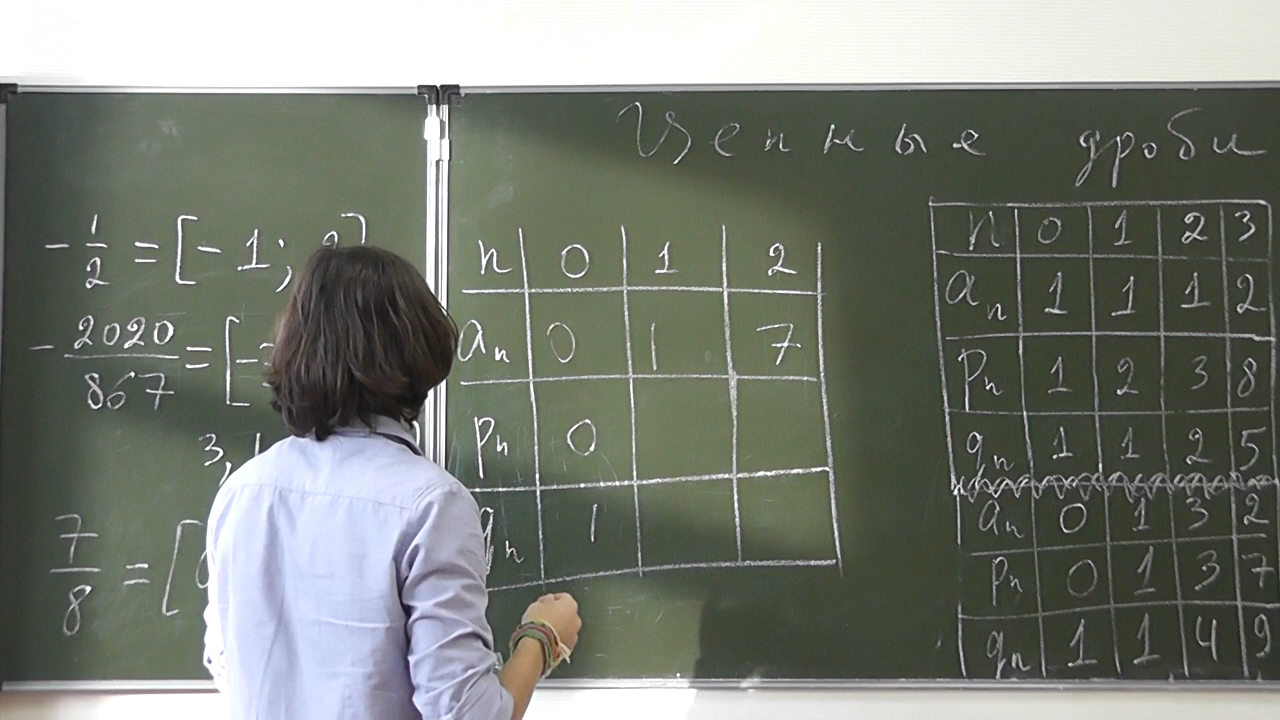 Цепные дроби
- 1/2 = [- 1;
- 2020/867 = [-
3,
7/8 = [0
n 0 1 2
aₙ 0 1 7
pₙ 0
qₙ 1
n 0 1 2 3
aₙ 1 1 1 2
pₙ 1 2 3 8
qₙ 1 1 2 5
aₙ 0 1 3 2
pₙ 0 1 3 7
qₙ 1 1 4 9